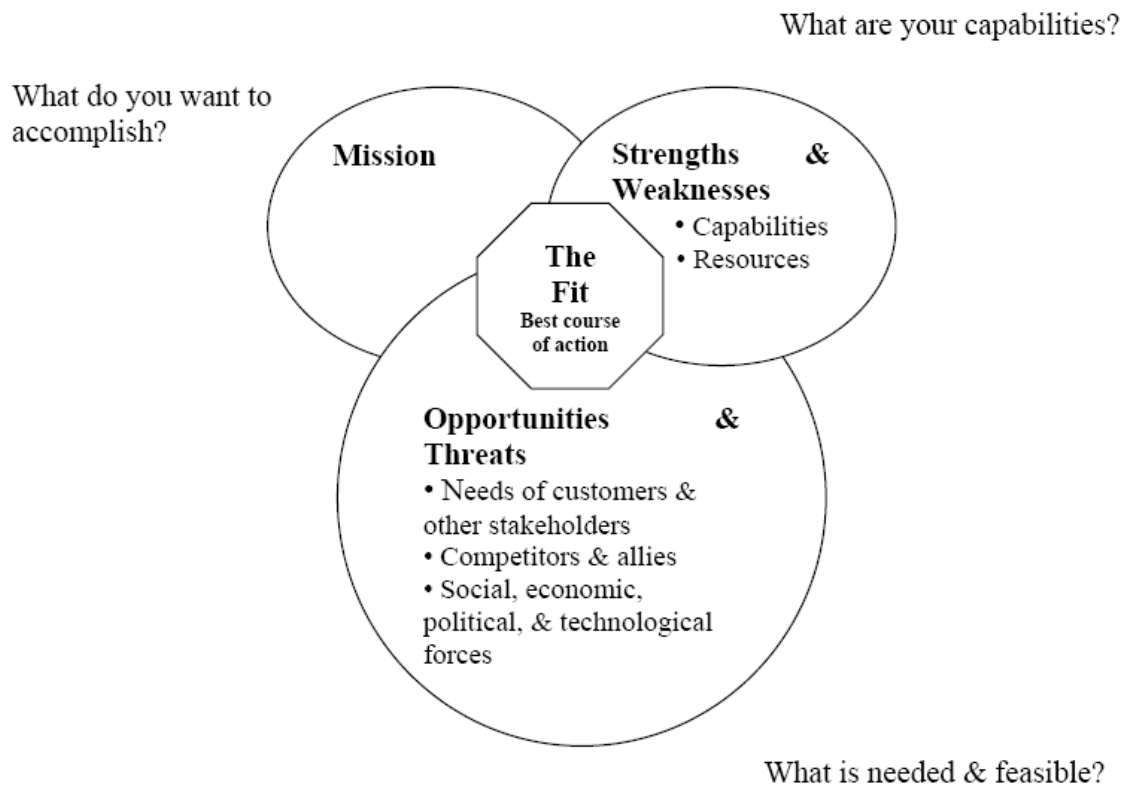 What are your capabilities?
What do you want to
accomplish?
Mission
Strengths &
Weaknesses
• Capabilities
• Resources
The
Fit
Best course
of action
Opportunities &
Threats
• Needs of customers &
other stakeholders
• Competitors & allies
• Social, economic,
political, & technological
forces
What is needed & feasible?